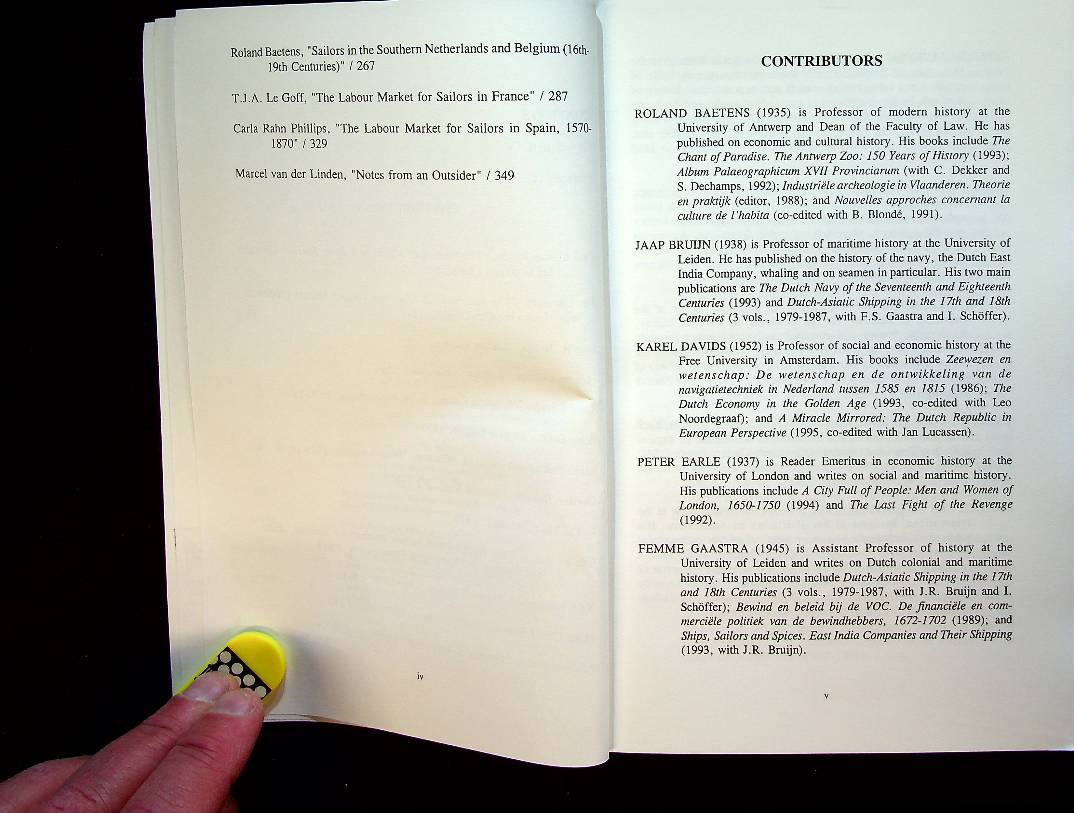 Roland Baetens, "Sailors in the Southern Netherlands and Belgium (16th-
19th Centuries)" / 267
T.J.A. Le Goff, "The Labour Market for Sailors in France" / 287
Carla Rahn Phillips, "The Labour Market for Sailors in Spain, 1570-
1870" / 329
Marcel van der Linden, "Notes from an Outsider" / 349
iv
CONTRIBUTORS
ROLAND BAETENS (1935) is Professor of modern history at the
University of Antwerp and Dean of the Faculty of Law. He has
published on economic and cultural history. His books include The
Chant of Paradise. The Antwerp Zoo: 150 Years of History (1993);
Album Palaeographicum XVII Provinciarum (with C. Dekker and
S. Dechamps, 1992); Industriële archeologie in Vlaanderen. Theorie
en praktijk (editor, 1988); and Nouvelles approches concernant la
culture de l'habita (co-edited with B. Blondé, 1991).
JAAP BRUIJN (1938) is Professor of maritime history at the University of
Leiden. He has published on the history of the navy, the Dutch East
India Company, whaling and on seamen in particular. His two main
publications are The Dutch Navy of the Seventeenth and Eighteenth
Centuries (1993) and Dutch-Asiatic Shipping in the 17th and 18th
Centuries (3 vols., 1979-1987, with F.S. Gaastra and I. Schöffer).
KAREL DAVIDS (1952) is Professor of social and economic history at the
Free University in Amsterdam. His books include Zeewezen en
wetenschap: De wetenschap en de ontwikkeling van de
navigatietechniek in Nederland tussen 1585 en 1815 (1986); The
Dutch Economy in the Golden Age (1993, co-edited with Leo
Noordegraaf); and A Miracle Mirrored: The Dutch Republic in
European Perspective (1995, co-edited with Jan Lucassen).
PETER EARLE (1937) is Reader Emeritus in economic history at the
University of London and writes on social and maritime history.
His publications include A City Full of People: Men and Women of
London, 1650-1750 (1994) and The Last Fight of the Revenge
(1992).
FEMME GAASTRA (1945) is Assistant Professor of history at the
University of Leiden and writes on Dutch colonial and maritime
history. His publications include Dutch-Asiatic Shipping in the 17th
and 18th Centuries (3 vols., 1979-1987, with J.R. Bruijn and I.
Schöffer); Bewind en beleid bij de VOC. De financiële en com-
merciële politiek van de bewindhebbers, 1672-1702 (1989); and
Ships, Sailors and Spices. East India Companies and Their Shipping
(1993, with J.R. Bruijn).
v